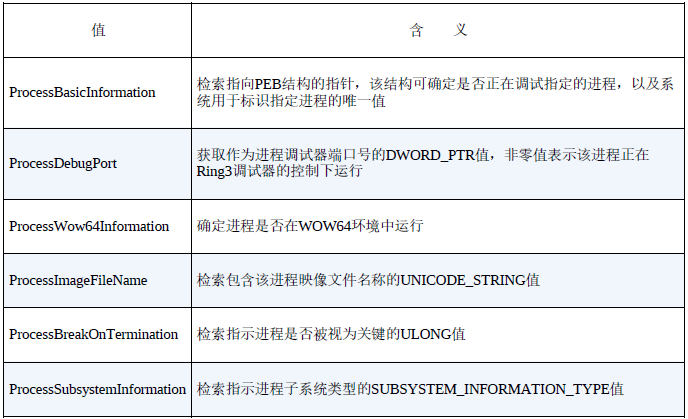 值 含 义
ProcessBasicInformation 检索指向PEB结构的指针，该结构可确定是否正在调试指定的进程，以及系
统用于标识指定进程的唯一值
ProcessDebugPort 获取作为进程调试器端口号的DWORD_PTR值，非零值表示该进程正在
Ring3调试器的控制下运行
ProcessWow64Information 确定进程是否在WOW64环境中运行
ProcessImageFileName 检索包含该进程映像文件名称的UNICODE_STRING值
ProcessBreakOnTermination 检索指示进程是否被视为关键的ULONG值
ProcessSubsystemInformation 检索指示进程子系统类型的SUBSYSTEM_INFORMATION_TYPE值